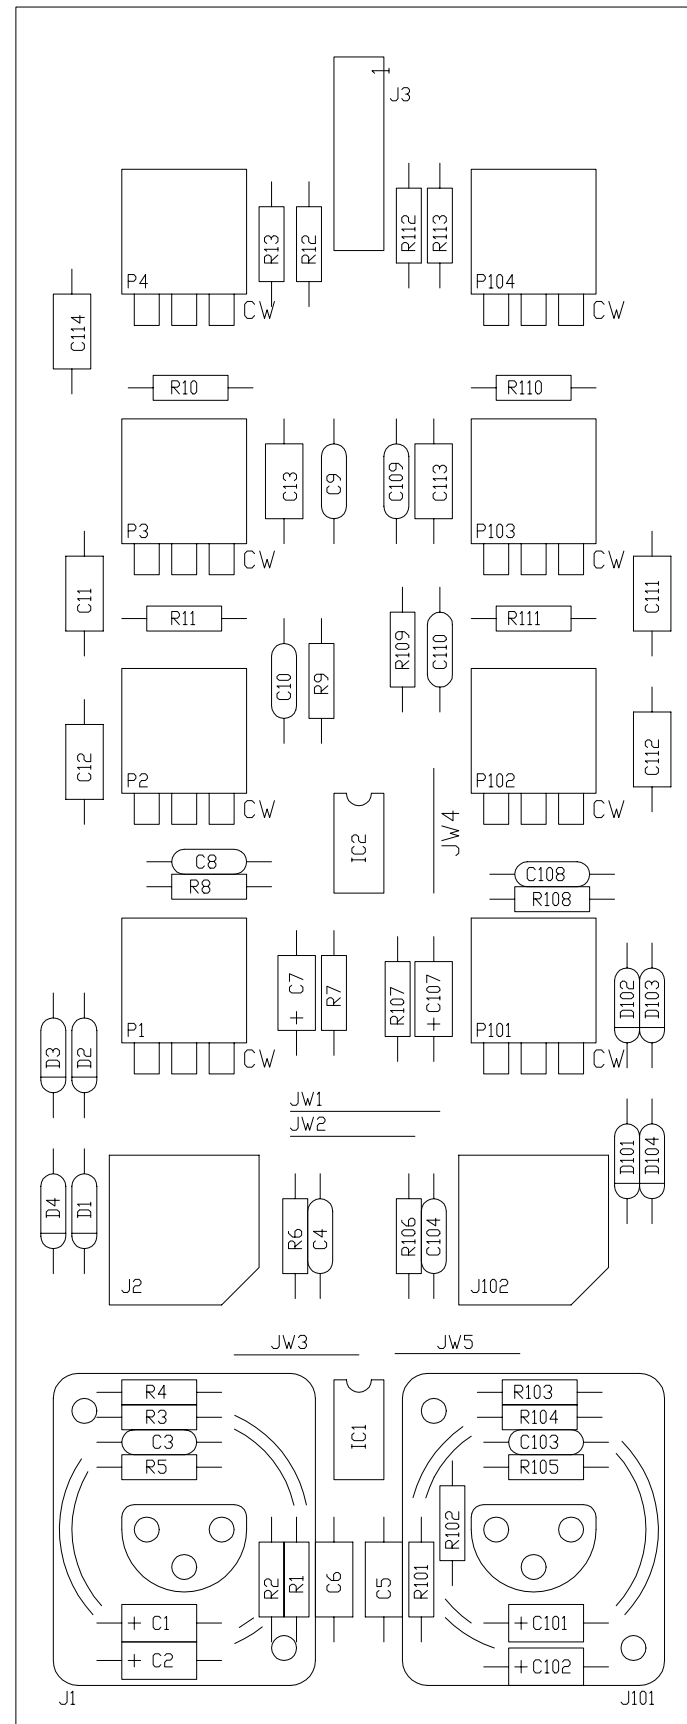 1
J3
R13
R12
R112
R113
P4
CW
P104
CW
C114
R10
R110
C13
C9
C109
C113
P3
CW
P103
CW
C11
C111
R11
R111
R109
C110
C10
R9
C12
C112
P2
CW
P102
CW
IC2
JW4
C8
R8
C108
R108
+ C7
R7
R107
+ C107
D102
D103
P1
CW
P101
CW
D3
D2
JW1
JW2
D101
D104
D4
D1
R6
C4
R106
C104
J2
J102
JW3
JW5
R4
R3
C3
R5
IC1
R103
R104
C103
R105
R102
R2
R1
C6
C5
R101
+ C1
+ C2
+ C101
+ C102
J1
J101